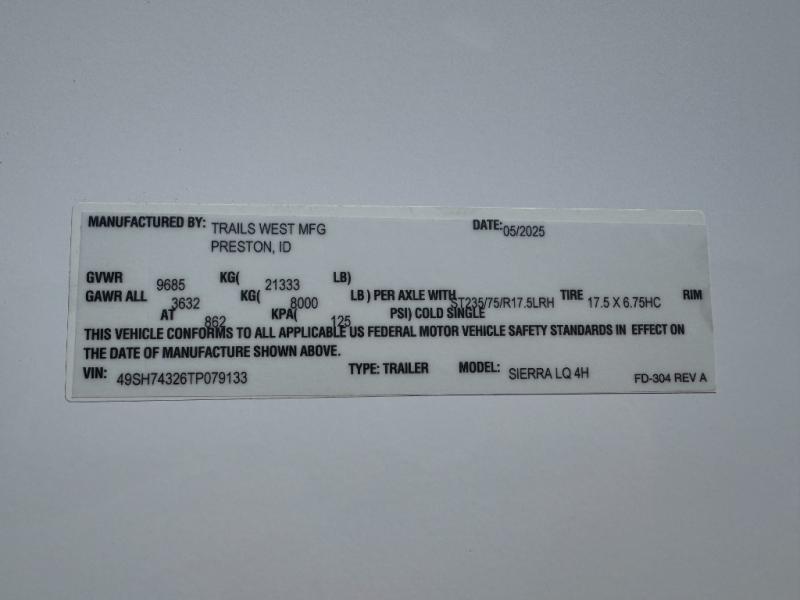 MANUFACTURED BY: TRAILS WEST MFG DATE: 05/2025
PRESTON, ID
GVWR 9685 KG( 21333 LB)
GAWR ALL 3632 KG( 8000 LB ) PER AXLE WITH ST235/75/R17.5LRH TIRE 17.5 X 6.75HC RIM
AT 862 KPA( 125 PSI) COLD SINGLE
THIS VEHICLE CONFORMS TO ALL APPLICABLE US FEDERAL MOTOR VEHICLE SAFETY STANDARDS IN EFFECT ON
THE DATE OF MANUFACTURE SHOWN ABOVE.
VIN: 49SH74326TP079133 TYPE: TRAILER MODEL: SIERRA LQ 4H FD-304 REV A